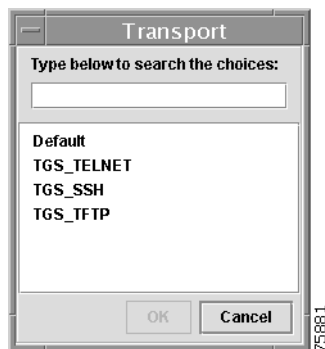 Transport
Type below to search the choices:
Default
TGS_TELNET
TGS_SSH
TGS_TFTP
OK
Cancel
75881